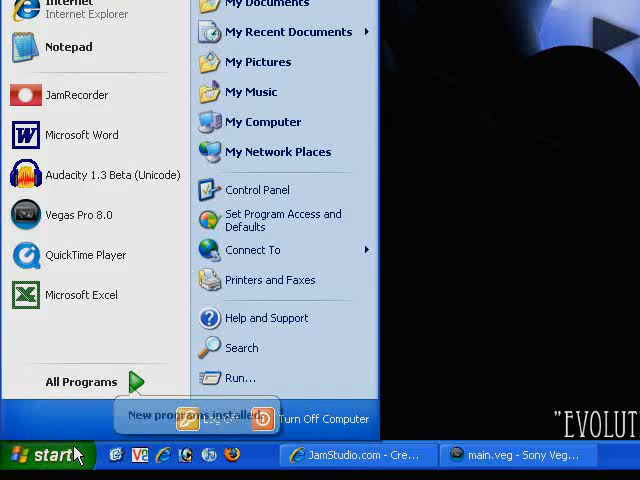 Internet
Internet Explorer
Notepad
JamRecorder
Microsoft Word
Audacity 1.3 Beta (Unicode)
Vegas Pro 8.0
QuickTime Player
Microsoft Excel
All Programs
My Documents
My Recent Documents
My Pictures
My Music
My Computer
My Network Places
Control Panel
Set Program Access and
Defaults
Connect To
Printers and Faxes
Help and Support
Search
Run...
New programs installed.
Log Off
Turn Off Computer
"EVOLUT
start
JamStudio.com - Cre...
main.veg - Sony Veg...